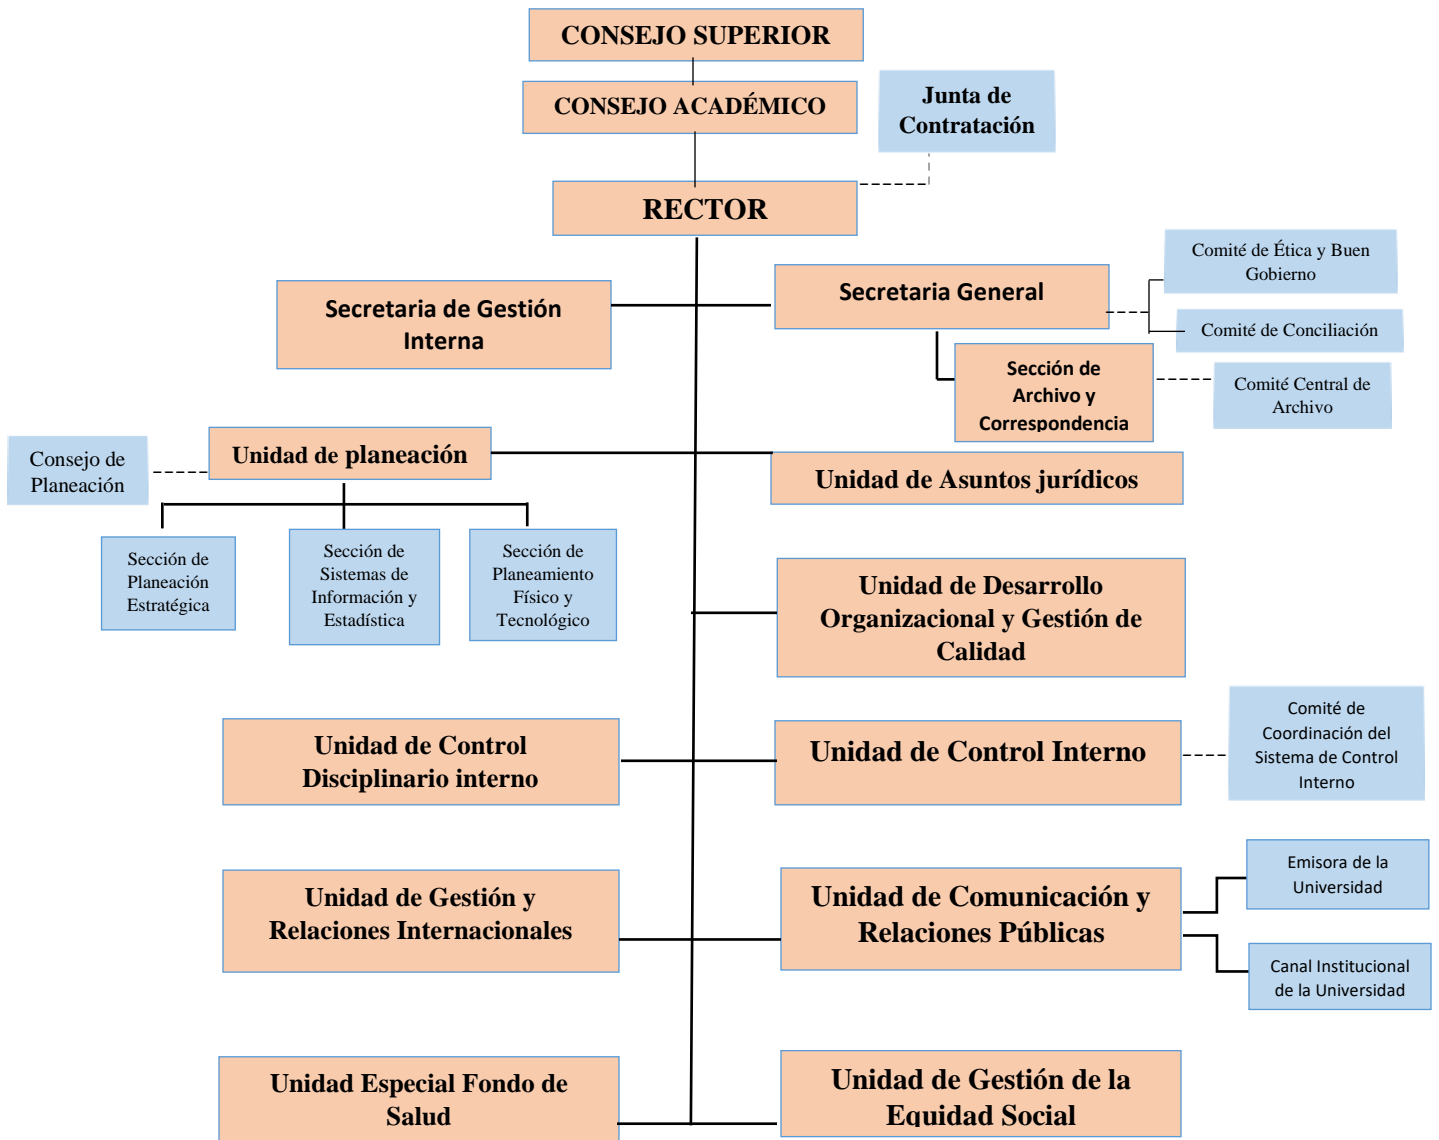 CONSEJO SUPERIOR
CONSEJO ACADÉMICO
Junta de
Contratación
RECTOR
Secretaria de Gestión
Interna
Secretaria General
Comité de Ética y Buen
Gobierno
Comité de Conciliación
Sección de
Archivo y
Correspondencia
Comité Central de
Archivo
Consejo de
Planeación
Unidad de planeación
Unidad de Asuntos jurídicos
Sección de
Planeación
Estratégica
Sección de
Sistemas de
Información y
Estadística
Sección de
Planeamiento
Físico y
Tecnológico
Unidad de Desarrollo
Organizacional y Gestión de
Calidad
Unidad de Control
Disciplinario interno
Unidad de Control Interno
Comité de
Coordinación del
Sistema de Control
Interno
Unidad de Gestión y
Relaciones Internacionales
Unidad de Comunicación y
Relaciones Públicas
Emisora de la
Universidad
Canal Institucional
de la Universidad
Unidad Especial Fondo de
Salud
Unidad de Gestión de la
Equidad Social